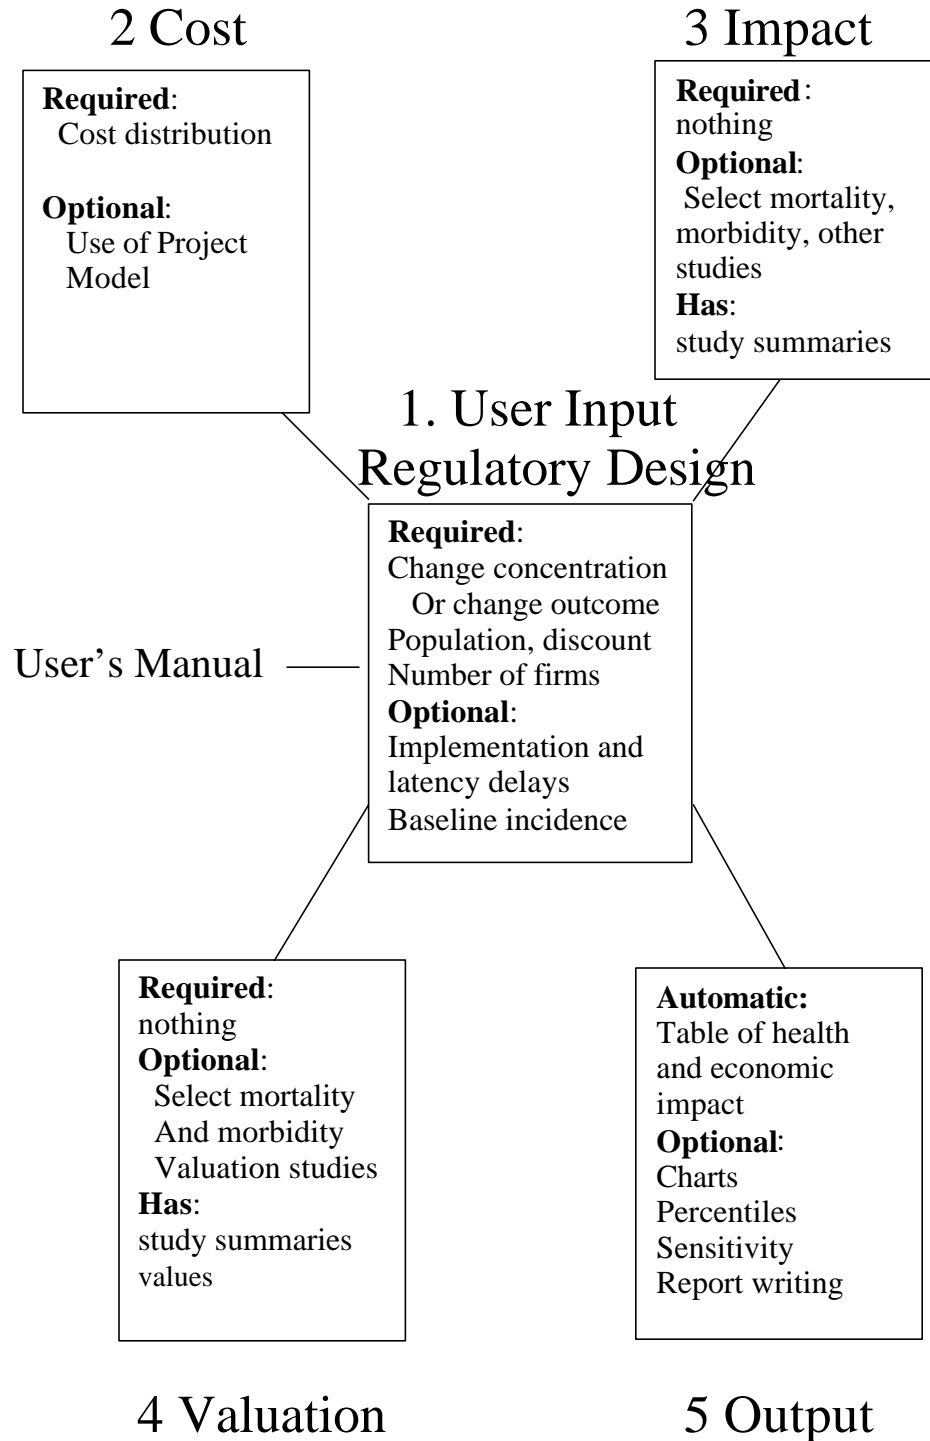 2 Cost
Required:
Cost distribution
Optional:
Use of Project
Model
3 Impact
Required:
nothing
Optional:
Select mortality,
morbidity, other
studies
Has:
study summaries
1. User Input
Regulatory Design
Required:
Change concentration
Or change outcome
Population, discount
Number of firms
Optional:
Implementation and
latency delays
Baseline incidence
User's Manual
Required:
nothing
Optional:
Select mortality
And morbidity
Valuation studies
Has:
study summaries
values
4 Valuation
Automatic:
Table of health
and economic
impact
Optional:
Charts
Percentiles
Sensitivity
Report writing
5 Output